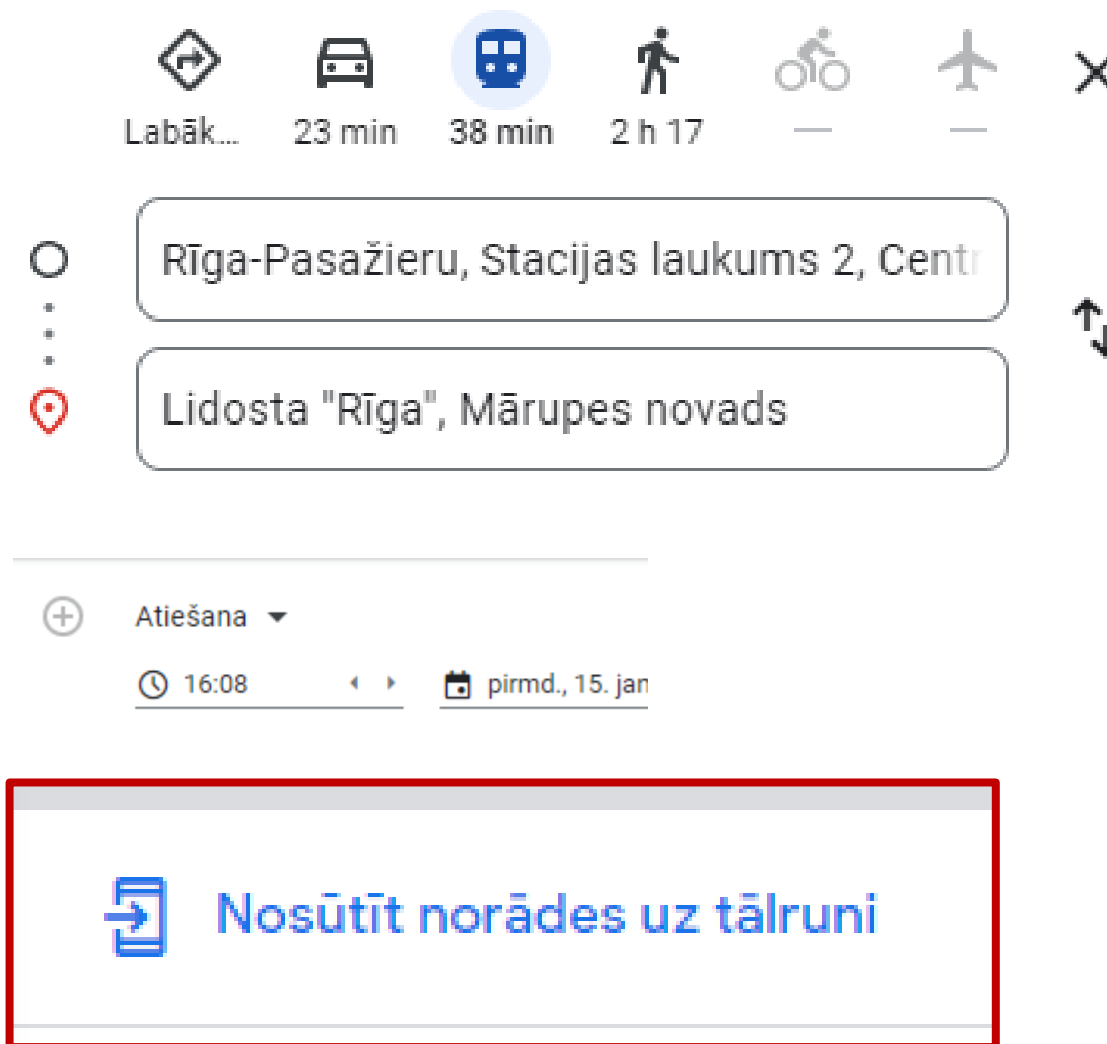 Labāk... 23 min 38 min 2 h 17 — —
Rīga-Pasažieru, Stacijas laukums 2, Centr
Lidosta "Rīga", Mārupes novads
Atiešana
16:08 pirmd., 15. jan
Nosūtīt norādes uz tālruni